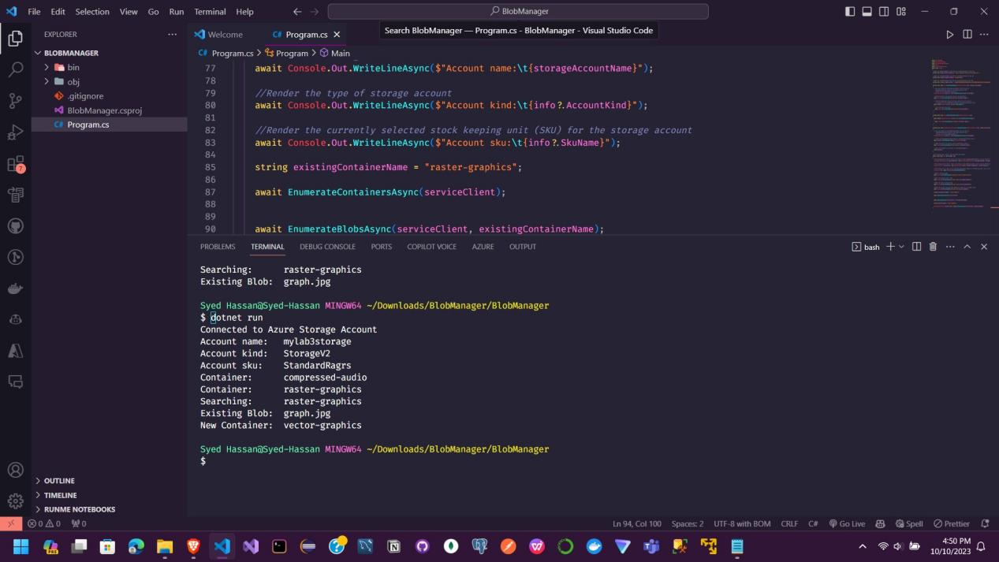 File Edit Selection View Go Run Terminal Help
BlobManager
EXPLORER
Welcome
C# Program.cs
Search BlobManager — Program.cs - BlobManager - Visual Studio Code
BLOBMANAGER
C# Program.cs > Program > Main
bin
obj
.gitignore
BlobManager.csproj
C# Program.cs
7
77 await Console.Out.WriteLineAsync($"Account name:\t{storageAccountName}");
78
79 //Render the type of storage account
80 await Console.Out.WriteLineAsync($"Account kind:\t{info?.AccountKind}");
81
82 //Render the currently selected stock keeping unit (SKU) for the storage account
83 await Console.Out.WriteLineAsync($"Account sku:\t{info?.SkuName}");
84
85 string existingContainerName = "raster-graphics";
86
87 await EnumerateContainersAsync(serviceClient);
88
89
90 await EnumerateBlobsAsync(serviceClient, existingContainerName);
PROBLEMS TERMINAL DEBUG CONSOLE PORTS COPILOT VOICE AZURE OUTPUT
bash
Searching: raster-graphics
Existing Blob: graph.jpg
Syed Hassan@Syed-Hassan MINGW64 ~/Downloads/BlobManager/BlobManager
$ dotnet run
Connected to Azure Storage Account
Account name: mylab3storage
Account kind: StorageV2
Account sku: StandardRagrs
Container: compressed-audio
Container: raster-graphics
Searching: raster-graphics
Existing Blob: graph.jpg
New Container: vector-graphics
Syed Hassan@Syed-Hassan MINGW64 ~/Downloads/BlobManager/BlobManager
$
OUTLINE
TIMELINE
RUNME NOTEBOOKS
0 0 0
Ln 94, Col 100 Spaces: 2 UTF-8 with BOM CRLF C# Go Live Spell Prettier
4:50 PM
10/10/2023